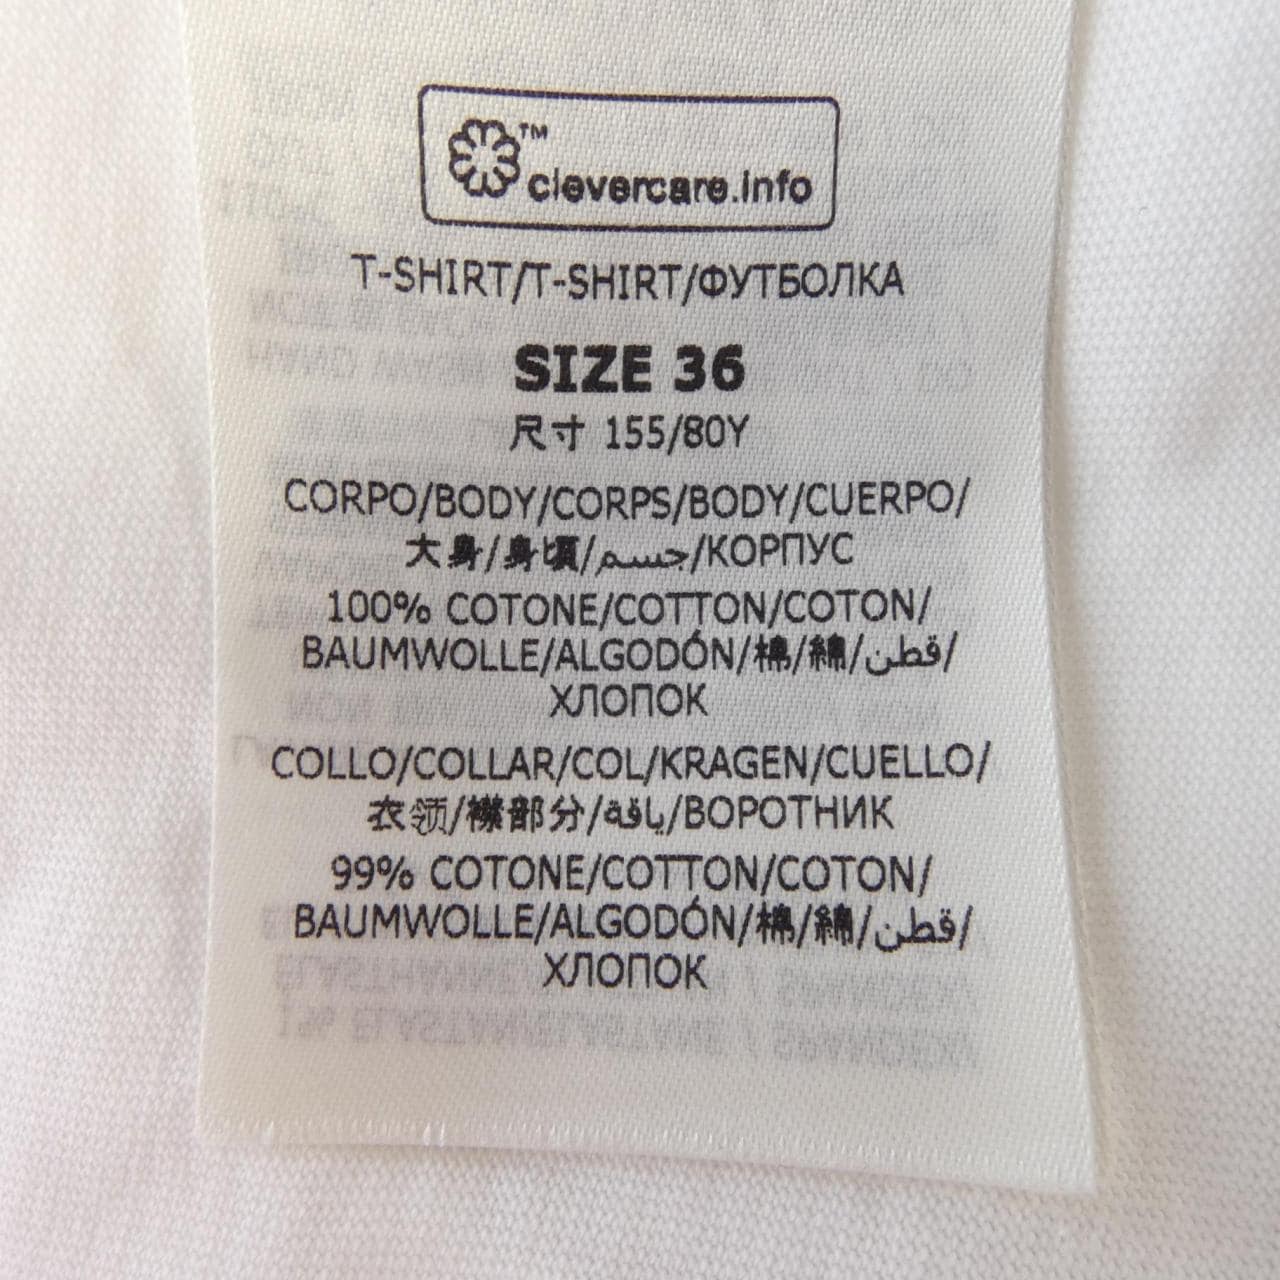 ™
clevercare.info
T-SHIRT/T-SHIRT/ФУТБОЛКА
SIZE 36
尺寸 155/80Y
CORPO/BODY/CORPS/BODY/CUERPO/
大身/身頃/جسم/КОРПУС
100% COTONE/COTTON/COTON/
BAUMWOLLE/ALGODÓN/棉/綿/قطن/
ХЛОПОК
COLLO/COLLAR/COL/KRAGEN/CUELLO/
衣领/襟部分/ياقة/ВОРОТНИК
99% COTONE/COTTON/COTON/
BAUMWOLLE/ALGODÓN/棉/綿/قطن/
ХЛОПОК